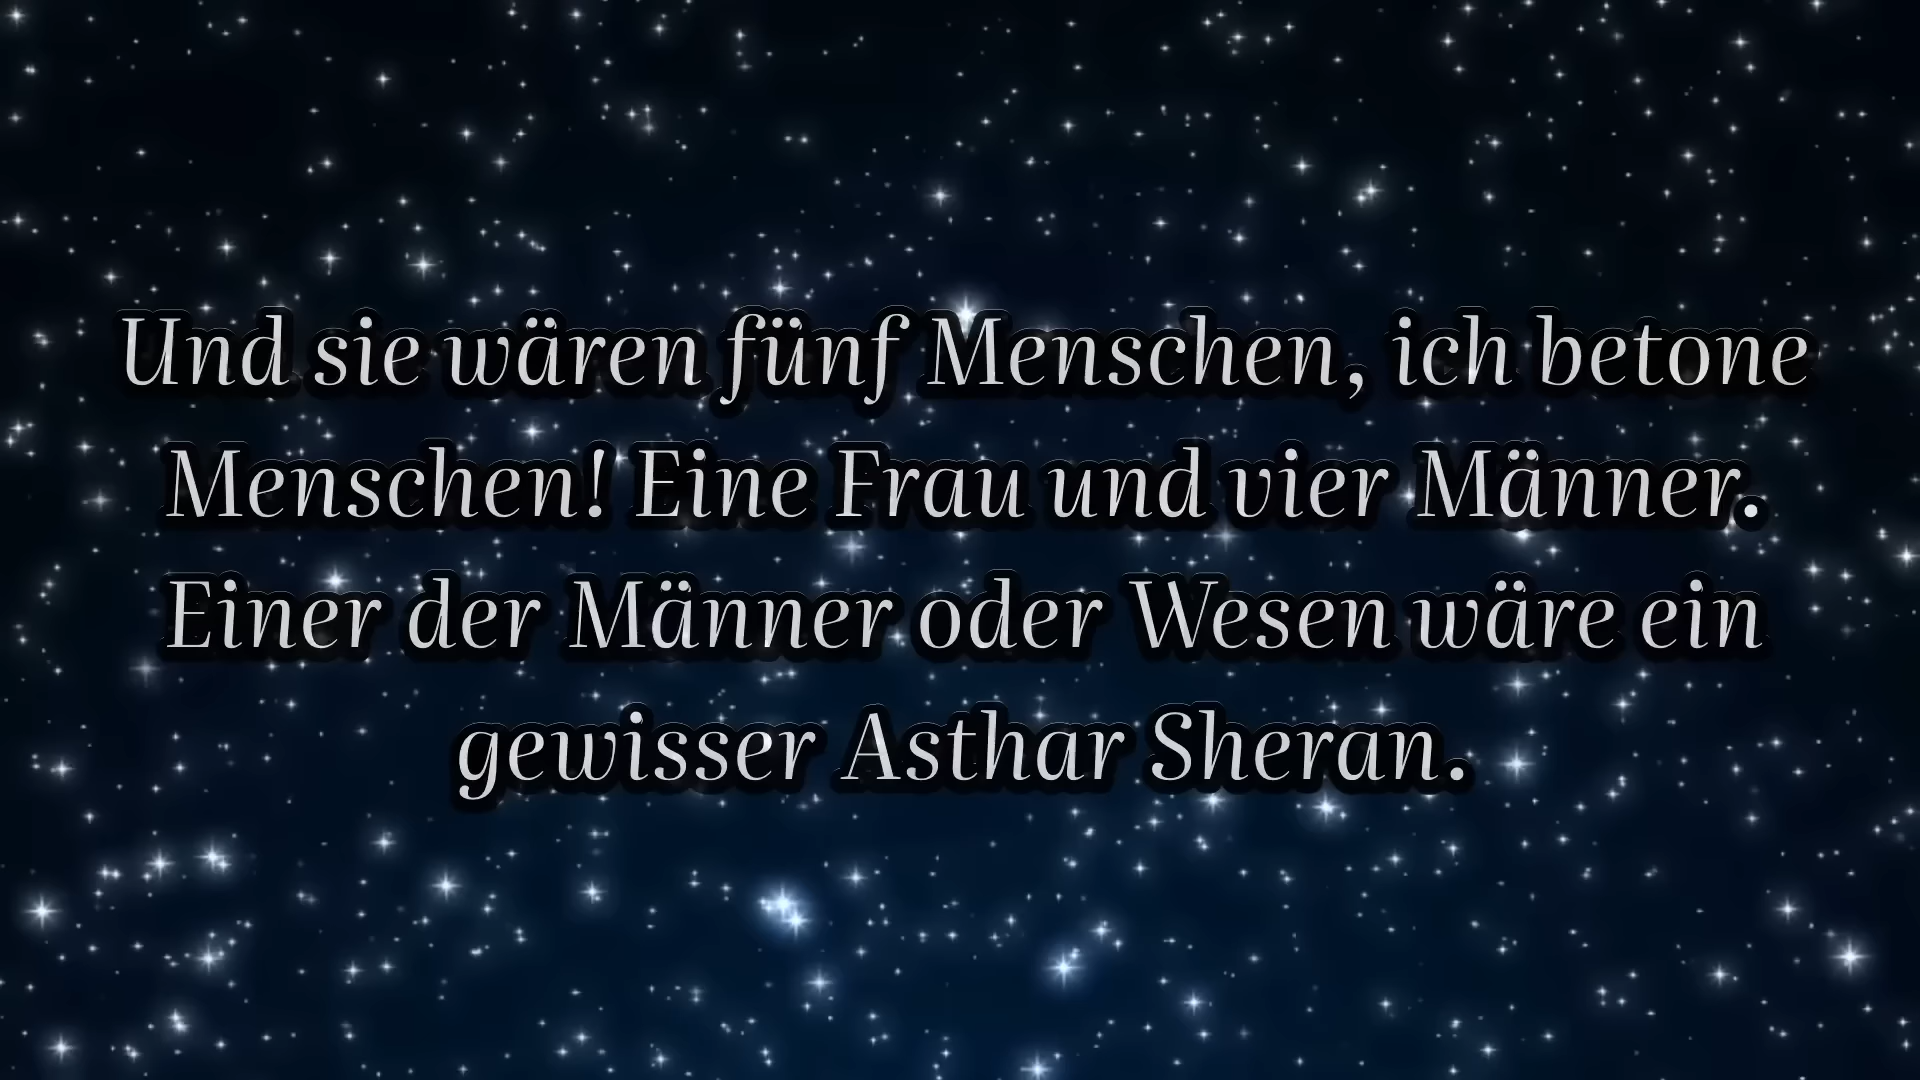 Und sie wären fünf Menschen, ich betone
Menschen! Eine Frau und vier Männer.
Einer der Männer oder Wesen wäre ein
gewisser Asthar Sheran.